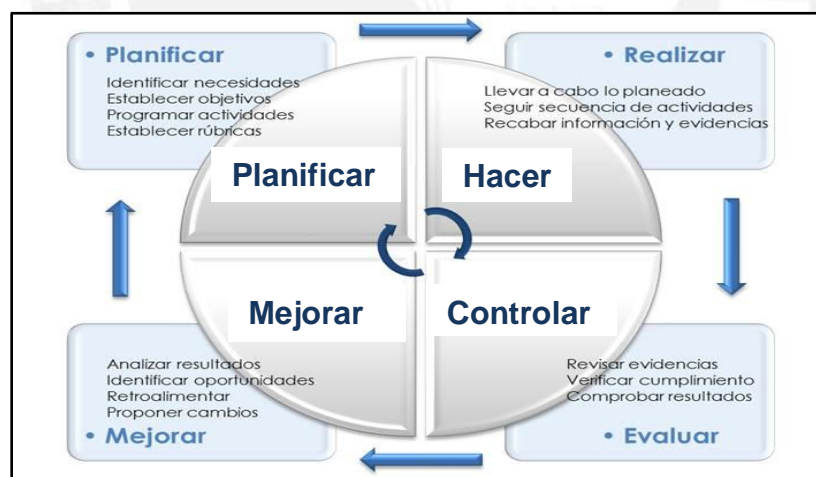 • Planificar
Identificar necesidades
Establecer objetivos
Programar actividades
Establecer rúbricas
• Realizar
Llevar a cabo lo planeado
Seguir secuencia de actividades
Recabar información y evidencias
Planificar
Hacer
Mejorar
Controlar
Analizar resultados
Identificar oportunidades
Retroalimentar
Proponer cambios
• Mejorar
Revisar evidencias
Verificar cumplimiento
Comprobar resultados
• Evaluar